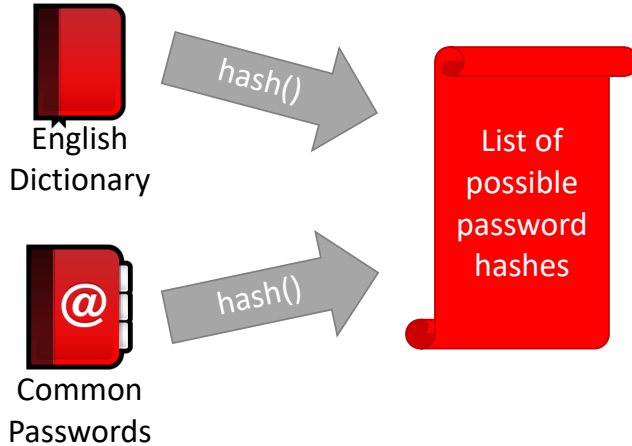 hash()
English
Dictionary
List of
possible
password
hashes
@
hash()
Common
Passwords